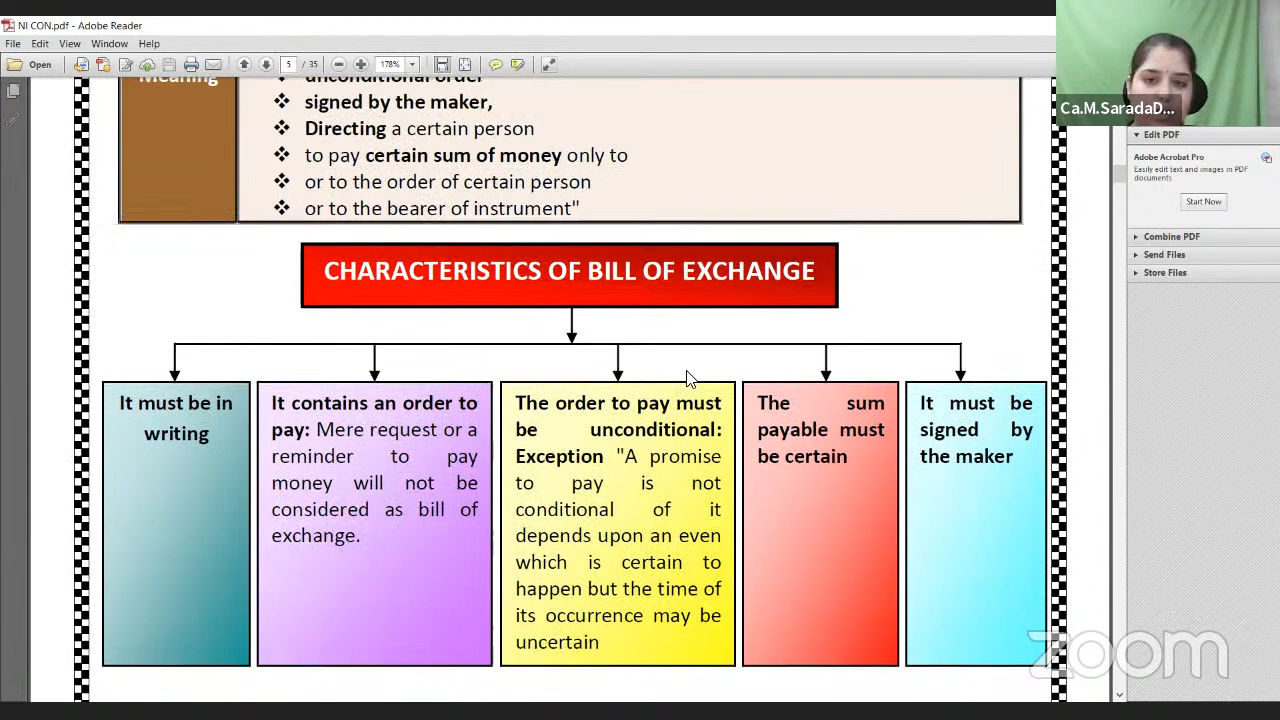 NI CON.pdf - Adobe Reader
File Edit View Window Help
Open 5 / 35 178%
Ca.M.SaradaD...
Meaning
unconditional order
signed by the maker,
Directing a certain person
to pay certain sum of money only to
or to the order of certain person
or to the bearer of instrument"
Edit PDF
Adobe Acrobat Pro
Easily edit text and images in PDF
documents
Start Now
Combine PDF
Send Files
Store Files
CHARACTERISTICS OF BILL OF EXCHANGE
It must be in
writing
It contains an order to
pay: Mere request or a
reminder to pay
money will not be
considered as bill of
exchange.
The order to pay must
be unconditional:
Exception "A promise
to pay is not
conditional of it
depends upon an even
which is certain to
happen but the time of
its occurrence may be
uncertain
The sum
payable must
be certain
It must be
signed by
the maker
zoom